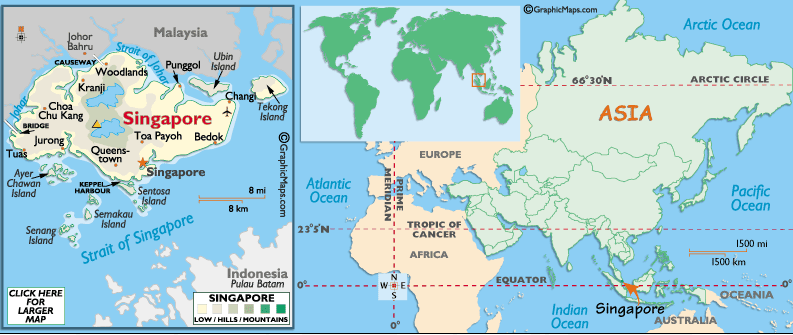 Malaysia
Johor
Bahru
Strait of Johor
Ubin
Island
CAUSEWAY
Woodlands
Punggol
Kranji
Changi
Tekong
Island
Choa
Chu Kang
Singapore
Johor
BRIDGE
Toa Payoh
Bedok
Jurong
Tuas
Queens-
town
Singapore
Ayer
Chawan
Island
KEPPEL
HARBOUR
Sentosa
Island
8 mi
8 km
Semakau
Island
Senang
Island
Strait of Singapore
©GraphicMaps.com
Indonesia
Pulau Batam
CLICK HERE
FOR
LARGER
MAP
SINGAPORE
LOW / HILLS / MOUNTAINS
©GraphicMaps.com
Arctic Ocean
66°30'N
ARCTIC CIRCLE
ASIA
EUROPE
Atlantic
Ocean
PRIME
MERIDIAN
Pacific
Ocean
23°5'N
TROPIC OF
CANCER
AFRICA
1500 mi
1500 km
EQUATOR
N
W E
S
0°
0°
OCEANIA
Singapore
Indian
Ocean
AUSTRALIA
0°